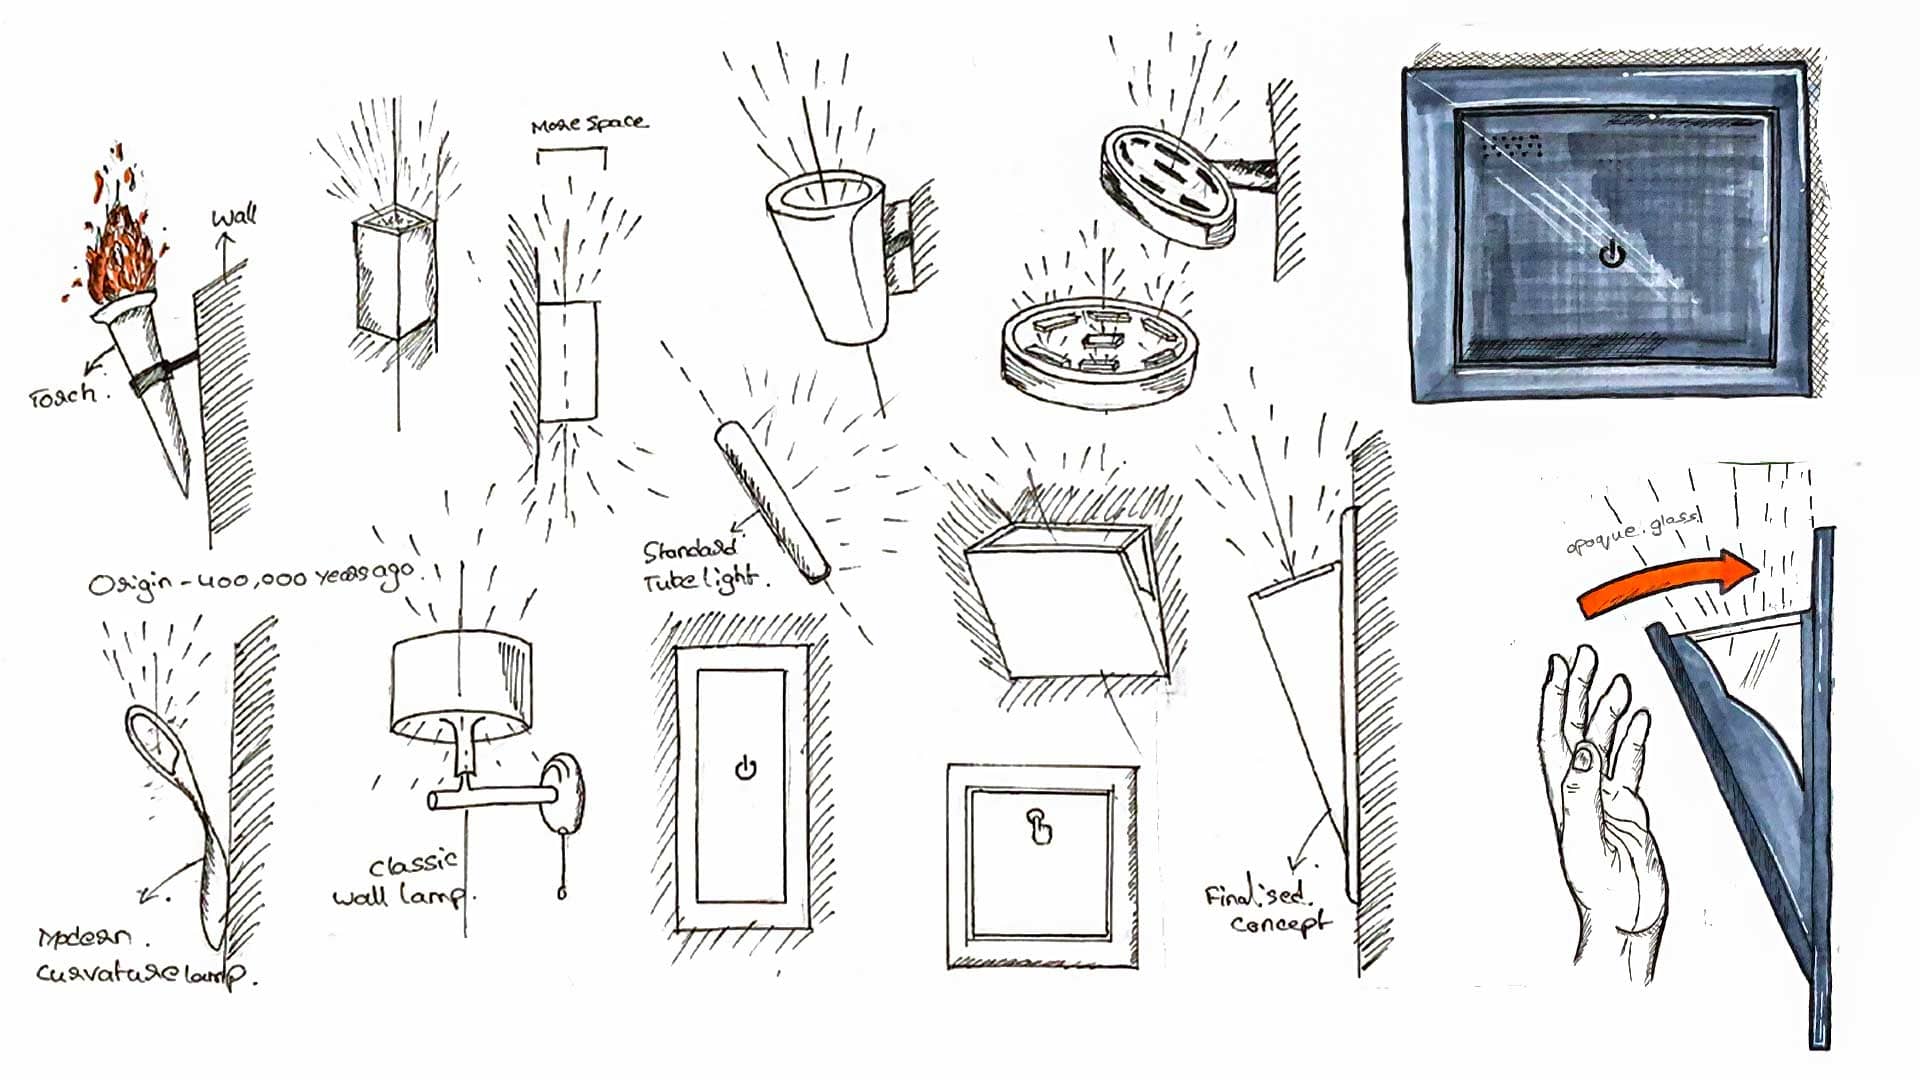 More Space
Wall
Torch.
Origin - 400,000 years ago.
Standard
Tube light.
opaque.glass
Classic
wall lamp.
Finalised.
concept
Modern.
Curvature lamp.